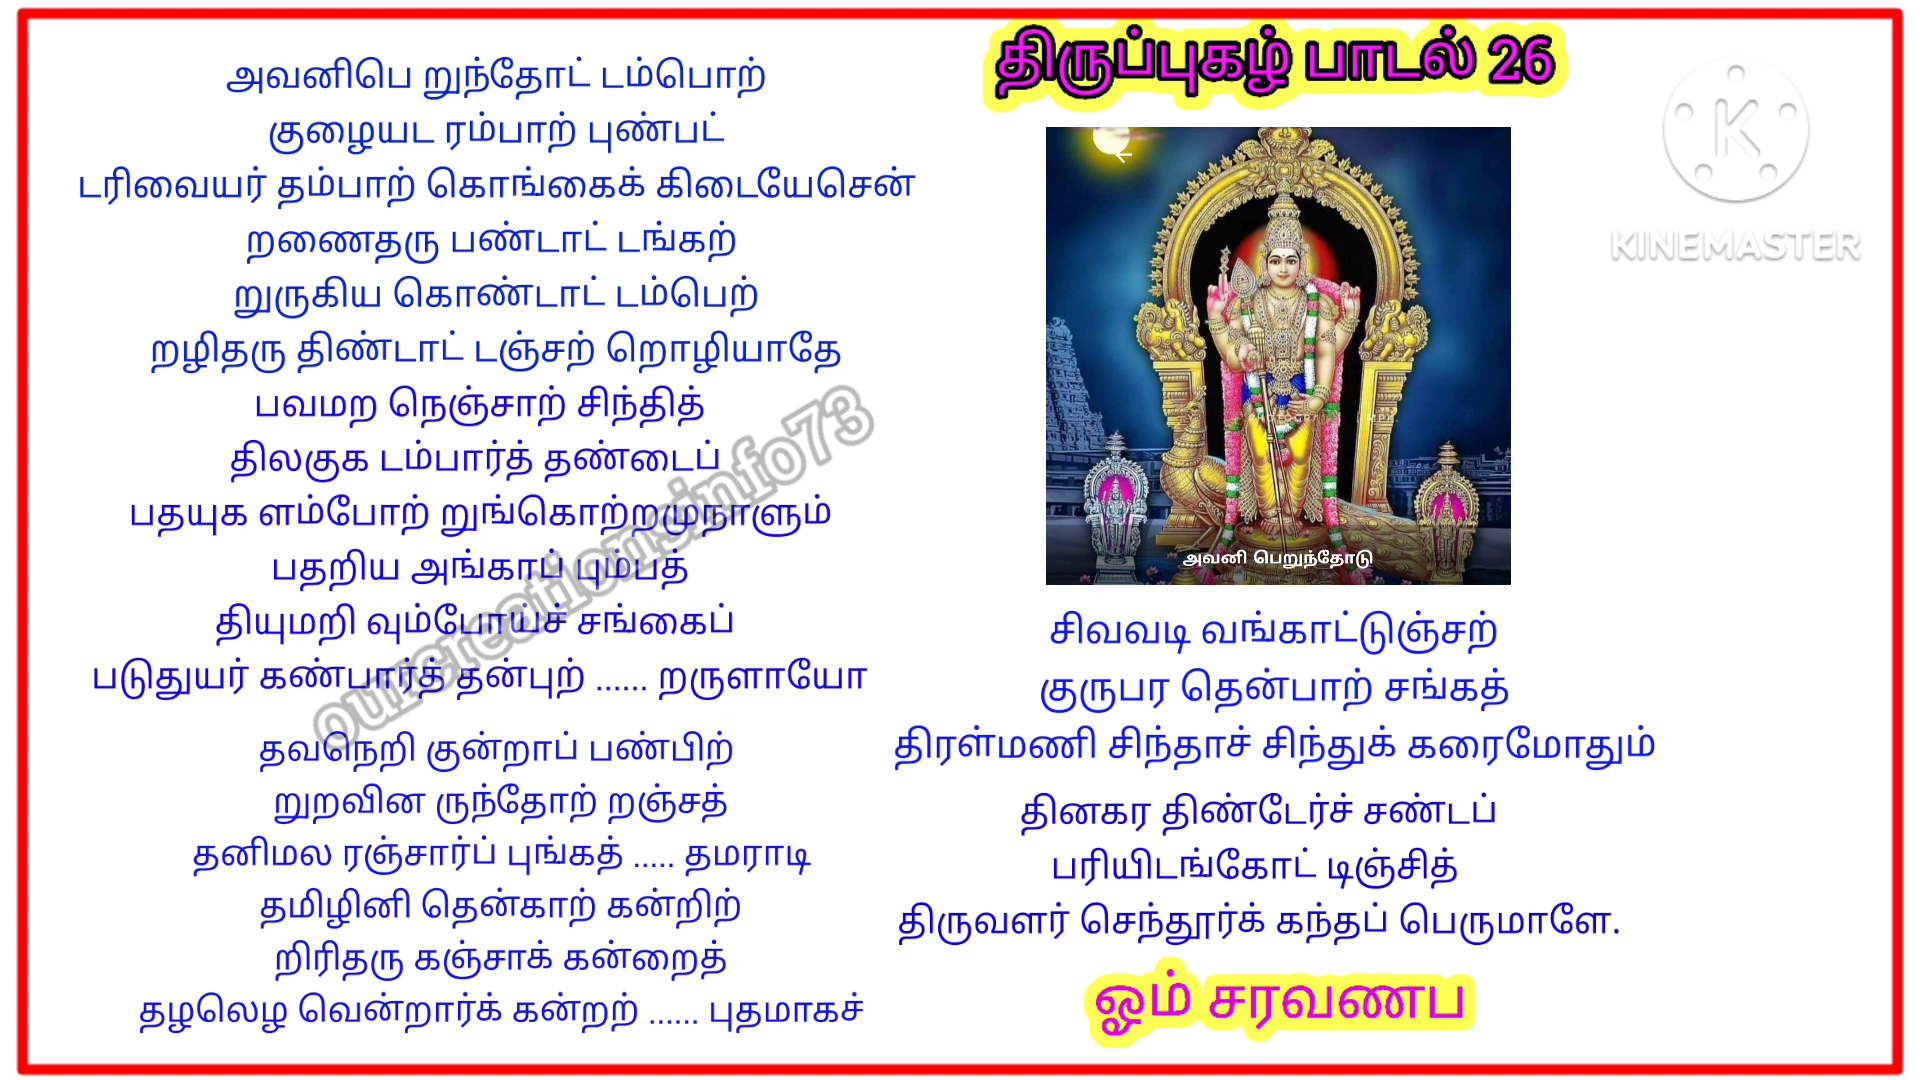 திருப்புகழ் பாடல் 26
அவனிபெ றுந்தோட் டம்பொற்
குழையட ரம்பாற் புண்பட்
டரிவையர் தம்பாற் கொங்கைக் கிடையேசென்
றணைதரு பண்டாட் டங்கற்
றுருகிய கொண்டாட் டம்பெற்
றழிதரு திண்டாட் டஞ்சற் றொழியாதே
பவமற நெஞ்சாற் சிந்தித்
திலகுக டம்பார்த் தண்டைப்
பதயுக ளம்போற் றுங்கொற்றமுநாளும்
பதறிய அங்காப் பும்பத்
தியுமறி வும்போய்ச் சங்கைப்
படுதுயர் கண்பார்த் தன்புற் ...... றருளாயோ
தவநெறி குன்றாப் பண்பிற்
றுறவின ருந்தோற் றஞ்சத்
தனிமல ரஞ்சார்ப் புங்கத் ..... தமராடி
தமிழினி தென்காற் கன்றிற்
றிரிதரு கஞ்சாக் கன்றைத்
தழலெழ வென்றார்க் கன்றற் ...... புதமாகச்
அவனி பெறுந்தோடு
சிவவடி வங்காட்டுஞ்சற்
குருபர தென்பாற் சங்கத்
திரள்மணி சிந்தாச் சிந்துக் கரைமோதும்
தினகர திண்டேர்ச் சண்டப்
பரியிடங்கோட் டிஞ்சித்
திருவளர் செந்தூர்க் கந்தப் பெருமாளே.
ஓம் சரவணப
K
KINEMASTER
ourcreationsinfo73